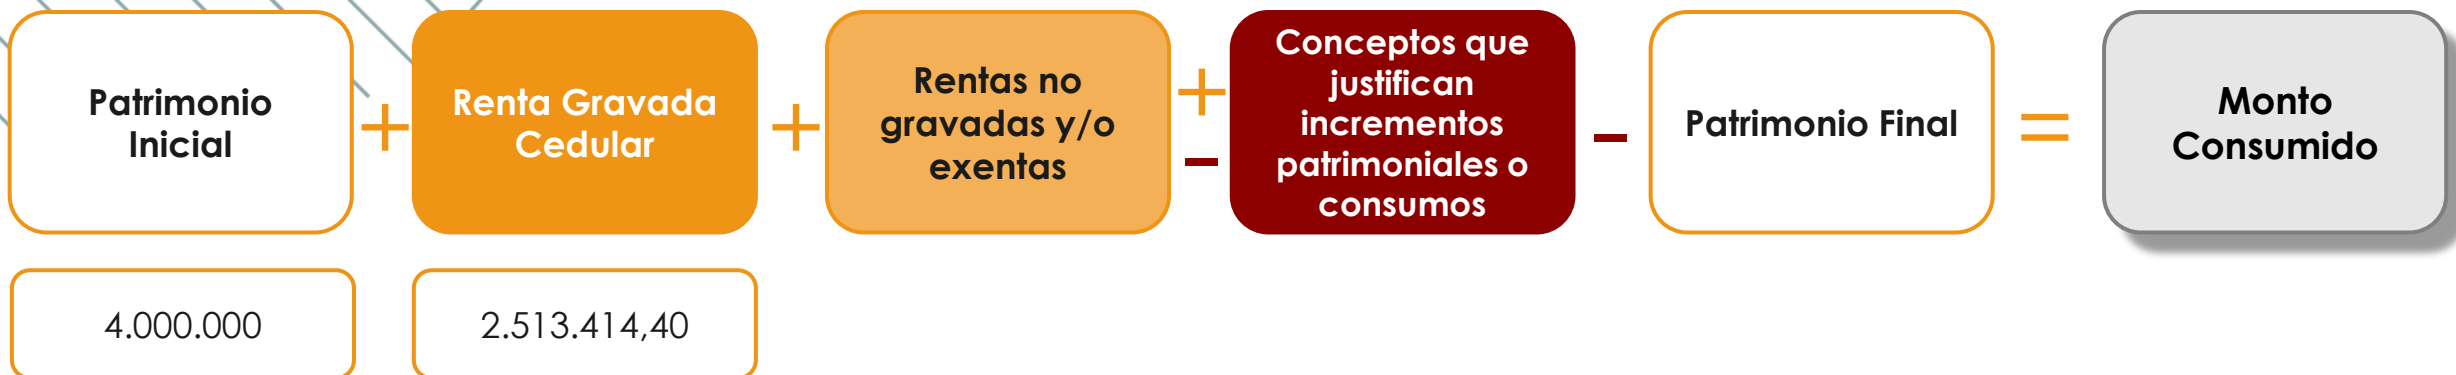 Patrimonio
Inicial
+
Renta Gravada
Cedular
+
Rentas no
gravadas y/o
exentas
+
-
Conceptos que
justifican
incrementos
patrimoniales o
consumos
-
Patrimonio Final
=
Monto
Consumido
4.000.000
2.513.414,40